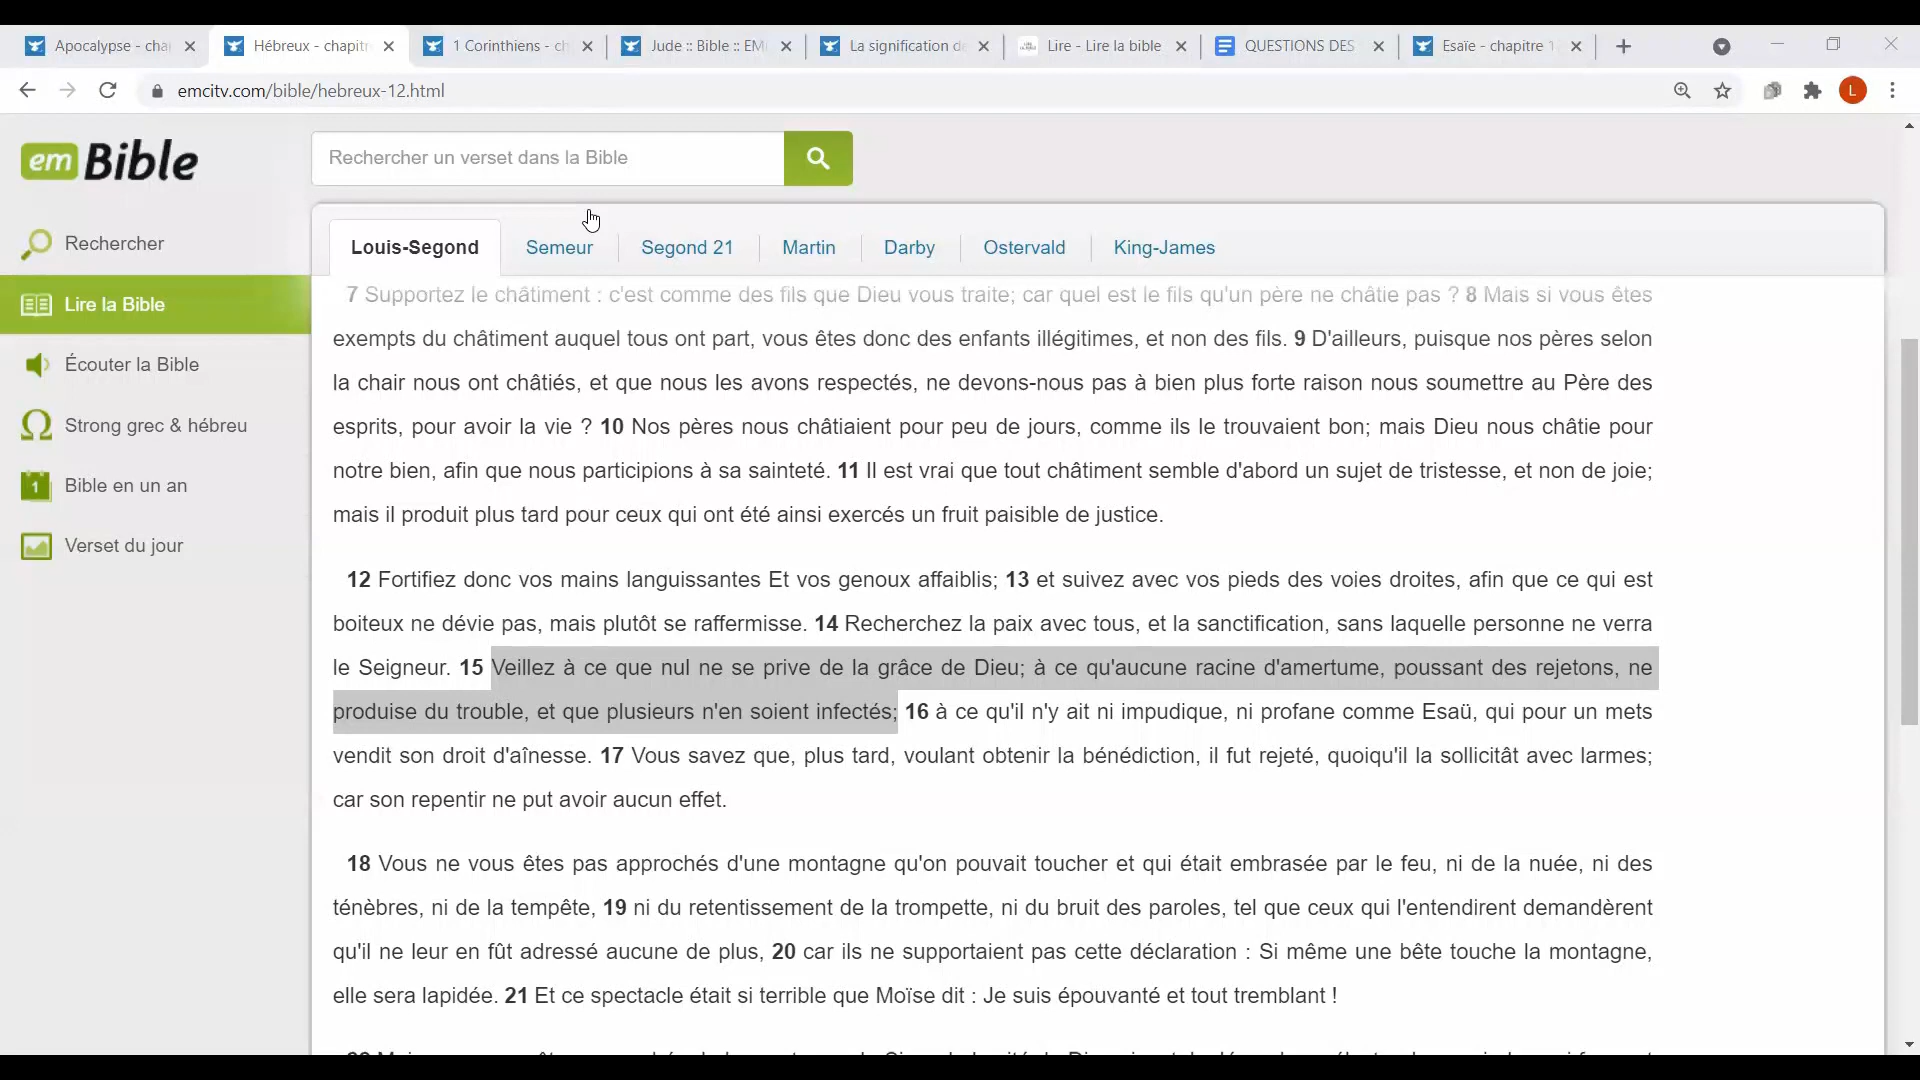 Apocalypse - cha
Hébreux - chapitr
1 Corinthiens - ch
Jude :: Bible :: EM
La signification d
Lire - Lire la bible
QUESTIONS DES
Esaïe - chapitre 1
emcitv.com/bible/hebreux-12.html
L
em Bible
Rechercher un verset dans la Bible
Rechercher
Lire la Bible
Écouter la Bible
Strong grec & hébreu
1
Bible en un an
Verset du jour
Louis-Segond
Semeur
Segond 21
Martin
Darby
Ostervald
King-James
7 Supportez le châtiment : c'est comme des fils que Dieu vous traite; car quel est le fils qu'un père ne châtie pas ? 8 Mais si vous êtes
exempts du châtiment auquel tous ont part, vous êtes donc des enfants illégitimes, et non des fils. 9 D'ailleurs, puisque nos pères selon
la chair nous ont châtiés, et que nous les avons respectés, ne devons-nous pas à bien plus forte raison nous soumettre au Père des
esprits, pour avoir la vie ? 10 Nos pères nous châtiaient pour peu de jours, comme ils le trouvaient bon; mais Dieu nous châtie pour
notre bien, afin que nous participions à sa sainteté. 11 Il est vrai que tout châtiment semble d'abord un sujet de tristesse, et non de joie;
mais il produit plus tard pour ceux qui ont été ainsi exercés un fruit paisible de justice.
12 Fortifiez donc vos mains languissantes Et vos genoux affaiblis; 13 et suivez avec vos pieds des voies droites, afin que ce qui est
boiteux ne dévie pas, mais plutôt se raffermisse. 14 Recherchez la paix avec tous, et la sanctification, sans laquelle personne ne verra
le Seigneur. 15 Veillez à ce que nul ne se prive de la grâce de Dieu; à ce qu'aucune racine d'amertume, poussant des rejetons, ne
produise du trouble, et que plusieurs n'en soient infectés; 16 à ce qu'il n'y ait ni impudique, ni profane comme Esaü, qui pour un mets
vendit son droit d'aînesse. 17 Vous savez que, plus tard, voulant obtenir la bénédiction, il fut rejeté, quoiqu'il la sollicitât avec larmes;
car son repentir ne put avoir aucun effet.
18 Vous ne vous êtes pas approchés d'une montagne qu'on pouvait toucher et qui était embrasée par le feu, ni de la nuée, ni des
ténèbres, ni de la tempête, 19 ni du retentissement de la trompette, ni du bruit des paroles, tel que ceux qui l'entendirent demandèrent
qu'il ne leur en fût adressé aucune de plus, 20 car ils ne supportaient pas cette déclaration : Si même une bête touche la montagne,
elle sera lapidée. 21 Et ce spectacle était si terrible que Moïse dit : Je suis épouvanté et tout tremblant !